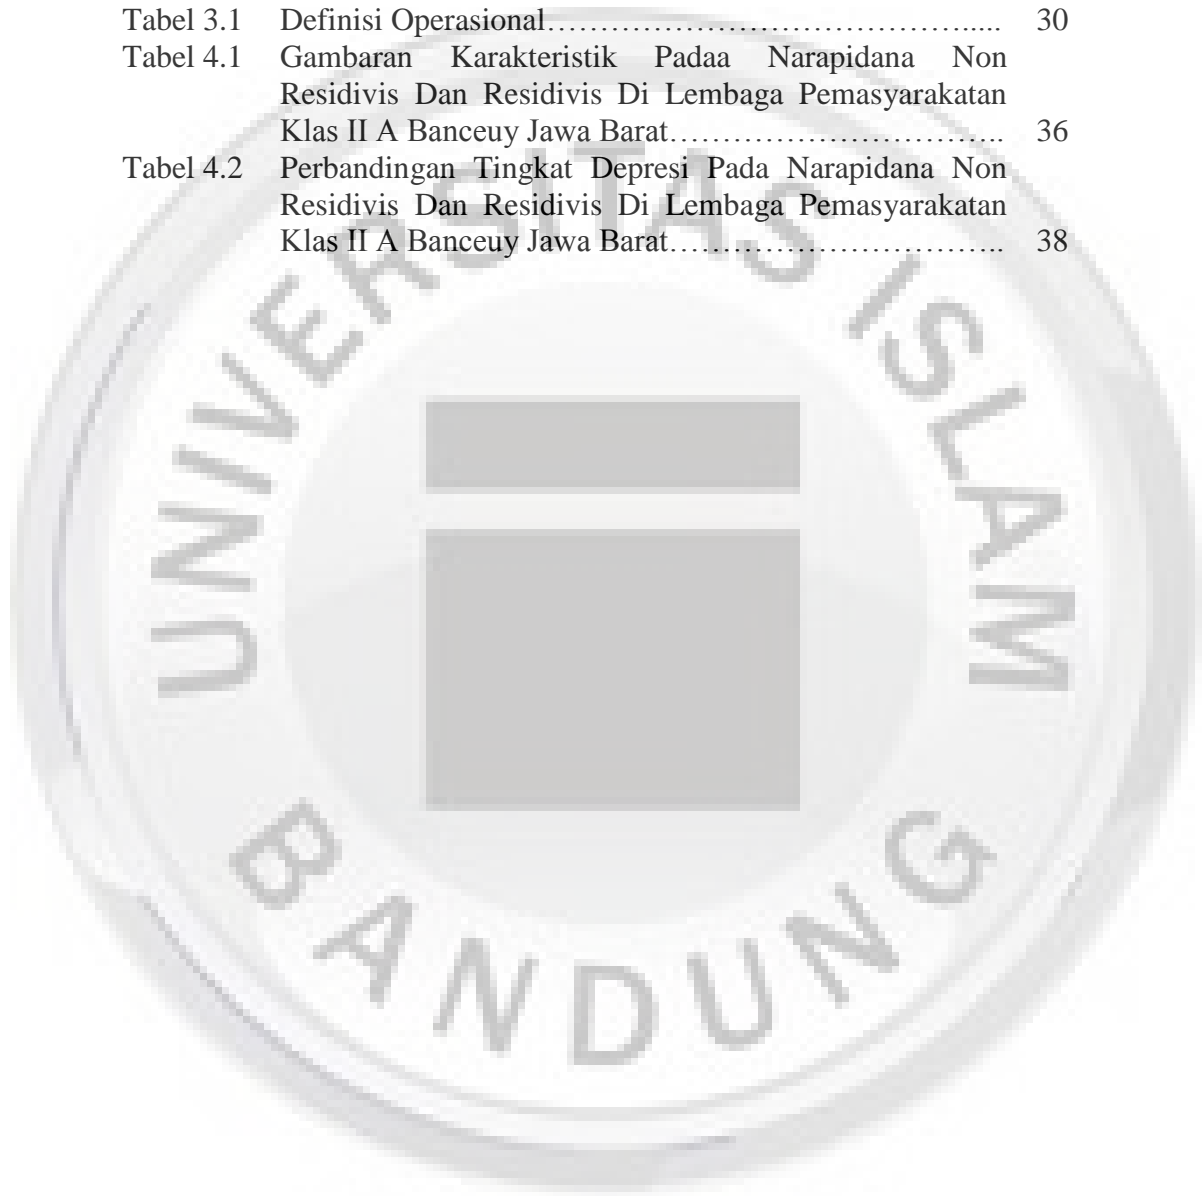 Tabel 3.1 Definisi Operasional…………………………………...... 30
Tabel 4.1 Gambaran Karakteristik Padaa Narapidana Non
Residivis Dan Residivis Di Lembaga Pemasyarakatan
Klas II A Banceuy Jawa Barat………………………….. 36
Tabel 4.2 Perbandingan Tingkat Depresi Pada Narapidana Non
Residivis Dan Residivis Di Lembaga Pemasyarakatan
Klas II A Banceuy Jawa Barat………………………….. 38
UNIVERSITAS ISLAM
BANDUNG